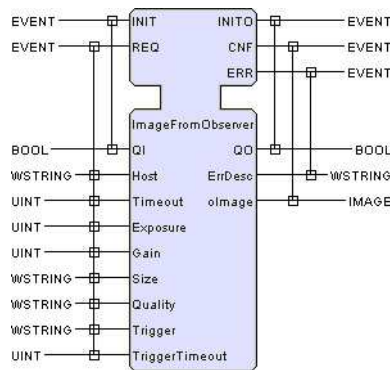 EVENT INIT INITO EVENT
EVENT REQ CNF EVENT
ERR EVENT
ImageFromObserver
BOOL QI QO BOOL
WSTRING Host ErrDesc WSTRING
UINT Timeout oImage IMAGE
UINT Exposure
UINT Gain
WSTRING Size
WSTRING Quality
WSTRING Trigger
UINT TriggerTimeout